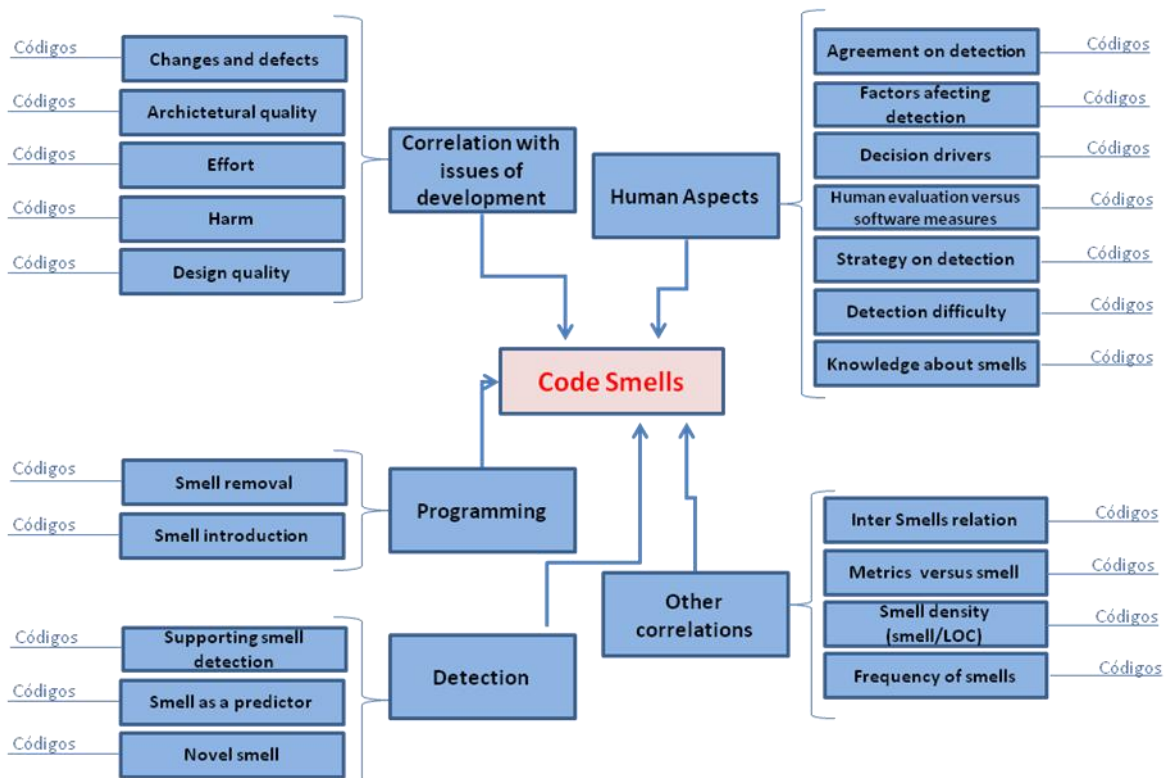 Códigos
Changes and defects
Códigos
Archictetural quality
Códigos
Effort
Códigos
Harm
Códigos
Design quality
Correlation with
issues of
development
Human Aspects
Agreement on detection
Códigos
Factors afecting
detection
Códigos
Decision drivers
Códigos
Human evaluation versus
software measures
Códigos
Strategy on detection
Códigos
Detection difficulty
Códigos
Knowledge about smells
Códigos
Code Smells
Códigos
Smell removal
Códigos
Smell introduction
Programming
Códigos
Supporting smell
detection
Códigos
Smell as a predictor
Códigos
Novel smell
Detection
Other
correlations
Inter Smells relation
Códigos
Metrics versus smell
Códigos
Smell density
(smell/LOC)
Códigos
Frequency of smells
Códigos